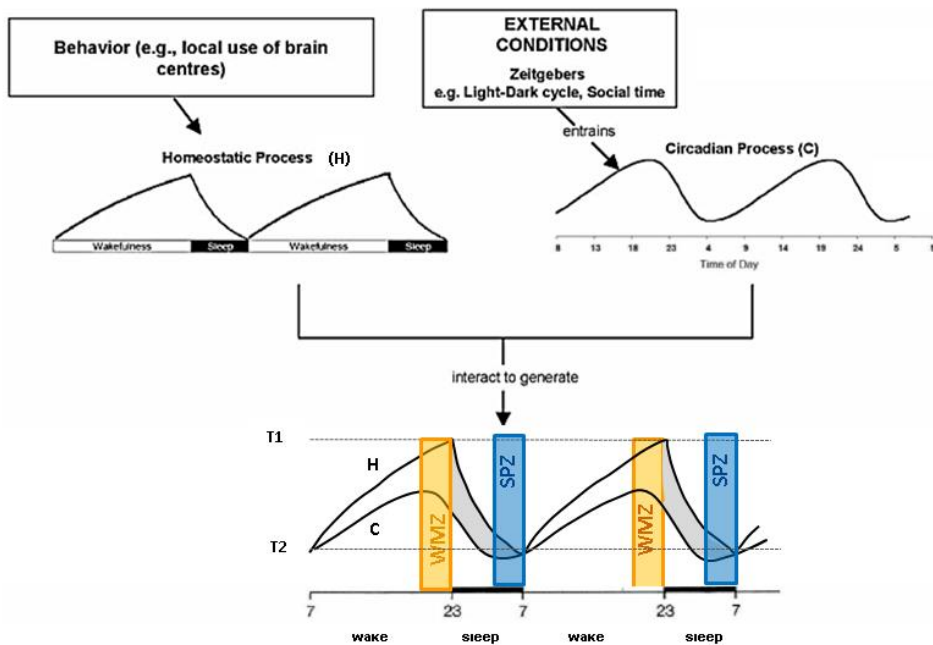 Behavior (e.g., local use of brain
centres)
EXTERNAL
CONDITIONS
Zeitgebers
e.g. Light-Dark cycle, Social time
entrains
Homeostatic Process (H)
Circadian Process (C)
Wakefulness Sleep Wakefulness Sleep
8 13 18 23 4 9 14 19 24 5
Time of Day
interact to generate
T1
H
C
T2
WMZ
SPZ
WMZ
SPZ
7 23 7 23 7
wake sleep wake sleep